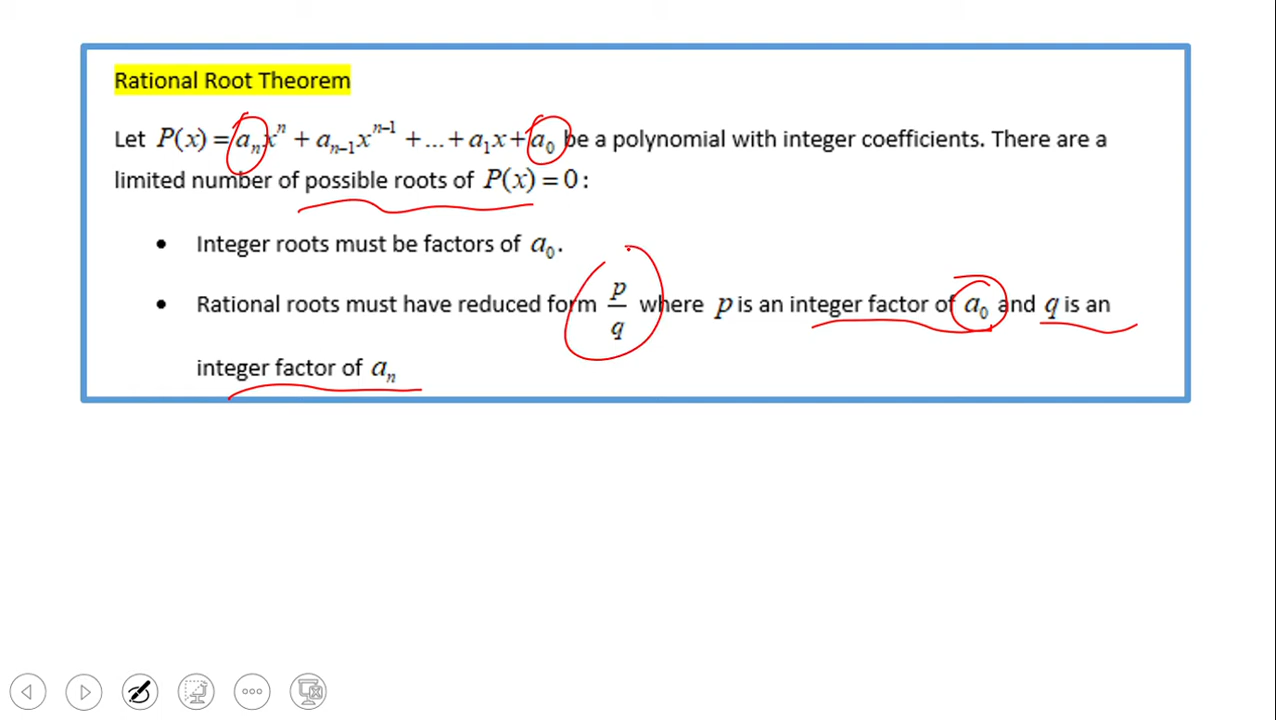 Rational Root Theorem
Let P(x) = aₙxⁿ + aₙ₋₁xⁿ⁻¹ + ... + a₁x + a₀ be a polynomial with integer coefficients. There are a
limited number of possible roots of P(x) = 0:
• Integer roots must be factors of a₀.
• Rational roots must have reduced form p/q where p is an integer factor of a₀ and q is an
integer factor of aₙ